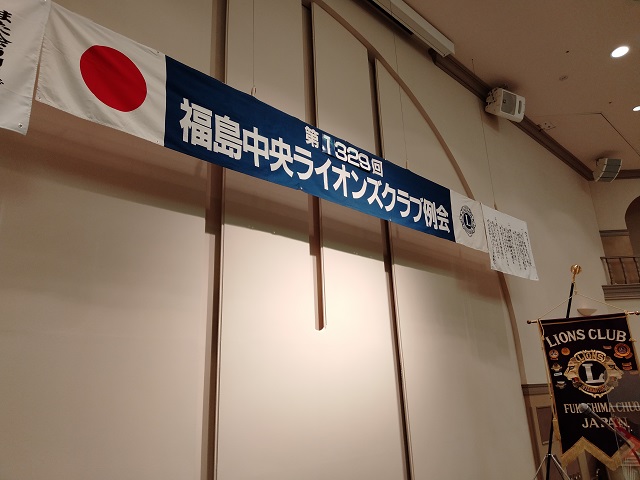 第1329回
福島中央ライオンズクラブ例会
LIONS CLUB
LIONS
L
FUKUSHIMA CHUO
JAPAN